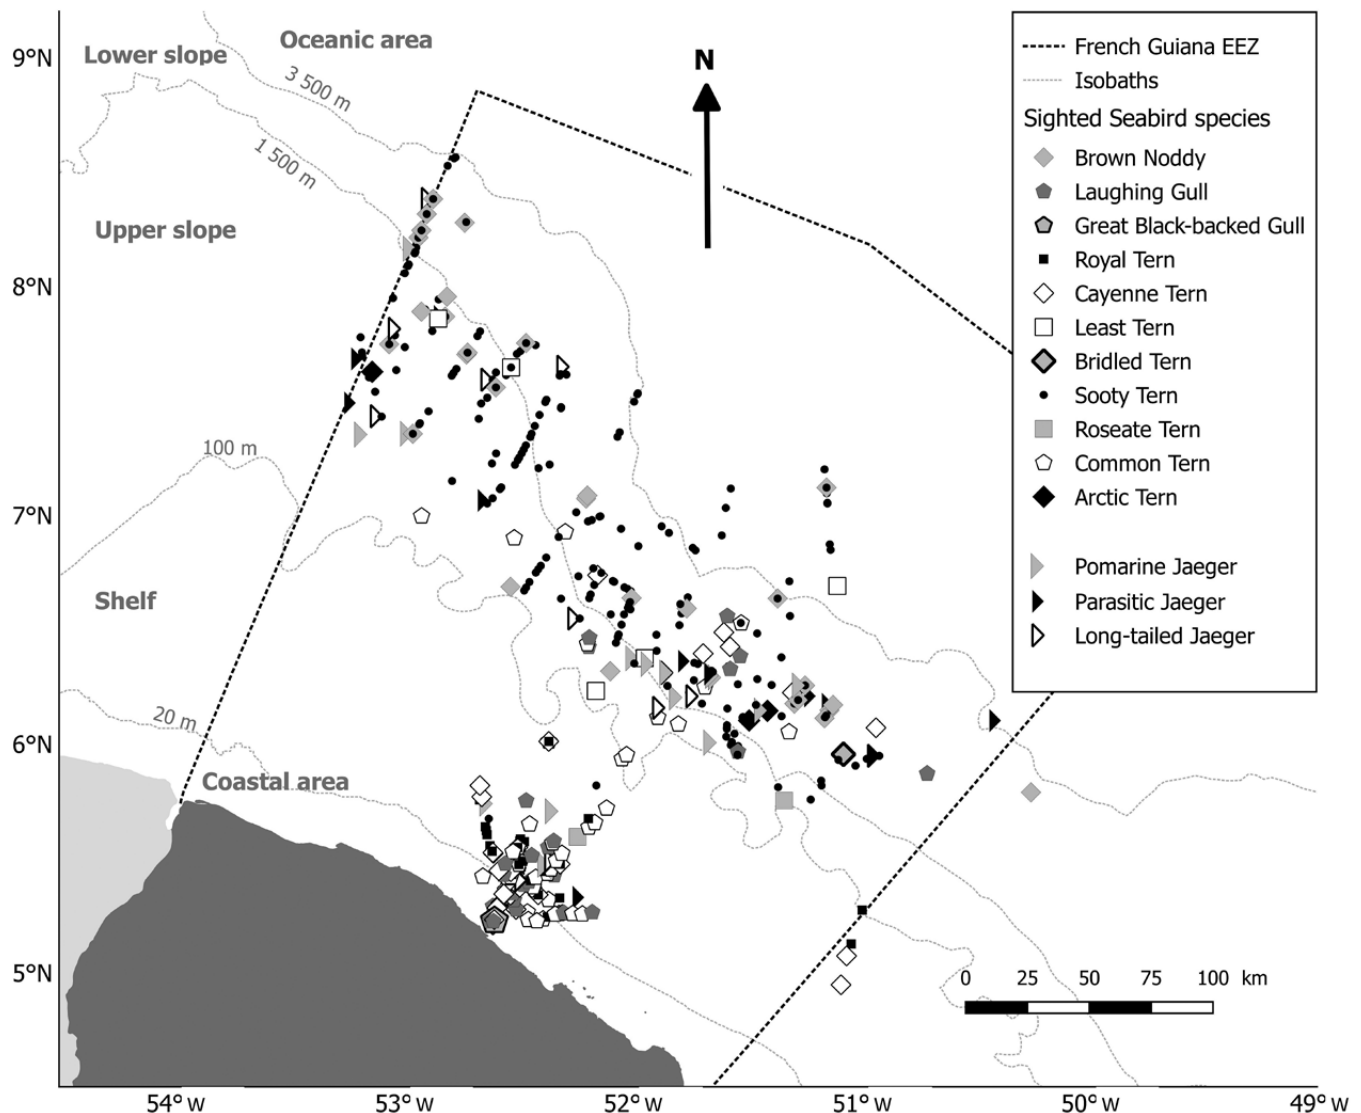 9°N
8°N
7°N
6°N
5°N
54°W
53°W
52°W
51°W
50°W
49°W
Lower slope
Oceanic area
3 500 m
1 500 m
Upper slope
100 m
Shelf
20 m
Coastal area
N
French Guiana EEZ
Isobaths
Sighted Seabird species
Brown Noddy
Laughing Gull
Great Black-backed Gull
Royal Tern
Cayenne Tern
Least Tern
Bridled Tern
Sooty Tern
Roseate Tern
Common Tern
Arctic Tern
Pomarine Jaeger
Parasitic Jaeger
Long-tailed Jaeger
0 25 50 75 100 km